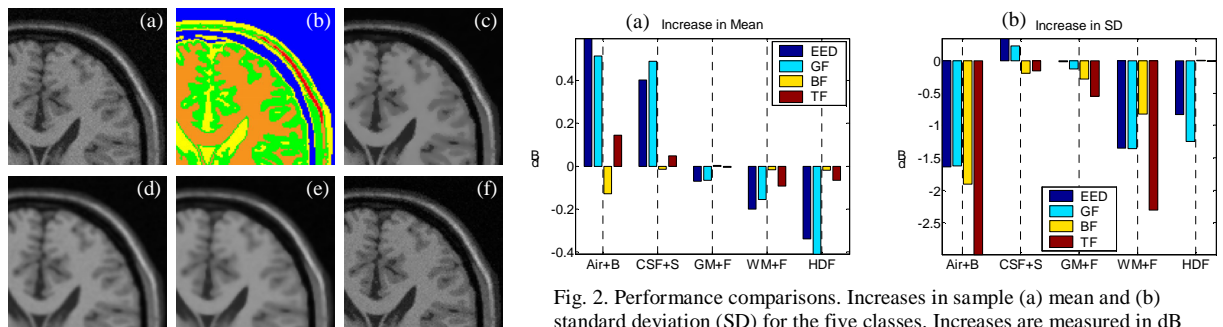 (a)
(b)
(c)
(d)
(e)
(f)
(a)
Increase in Mean
EED
GF
BF
TF
0.4
0.2
0
-0.2
-0.4
dB
Air+B
CSF+S
GM+F
WM+F
HDF
(b)
Increase in SD
0
-0.5
-1
-1.5
-2
-2.5
dB
EED
GF
BF
TF
Air+B
CSF+S
GM+F
WM+F
HDF
Fig. 2. Performance comparisons. Increases in sample (a) mean and (b)
standard deviation (SD) for the five classes. Increases are measured in dB